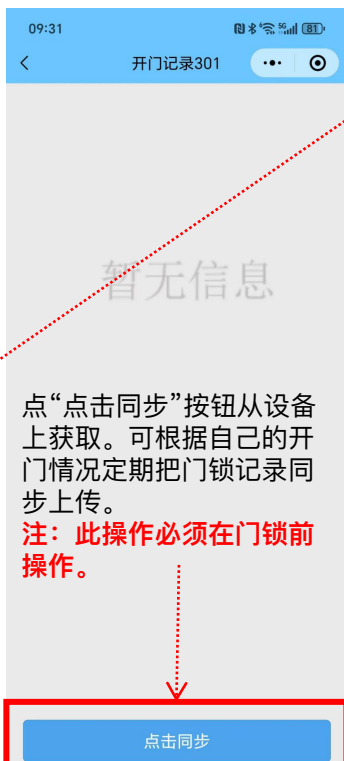 09:31
5G
81
开门记录301
暂无信息
点“点击同步”按钮从设备
上获取。可根据自己的开
门情况定期把门锁记录同
步上传。
注：此操作必须在门锁前
操作。
点击同步